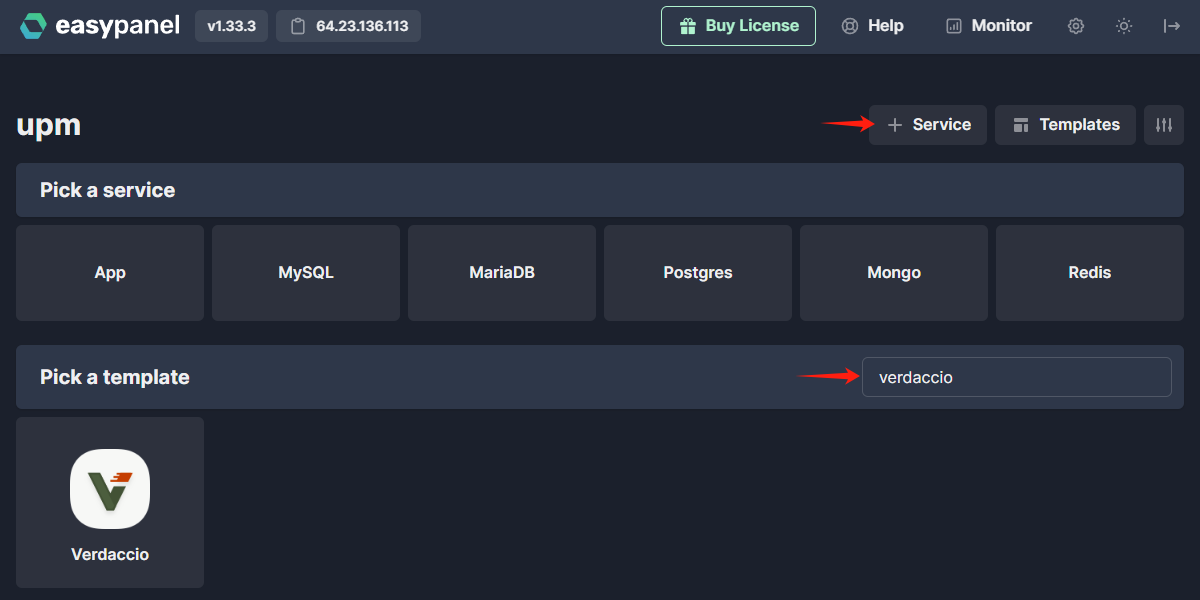 easypanel v1.33.3 64.23.136.113 Buy License Help Monitor
upm + Service Templates
Pick a service
App MySQL MariaDB Postgres Mongo Redis
Pick a template verdaccio
Verdaccio